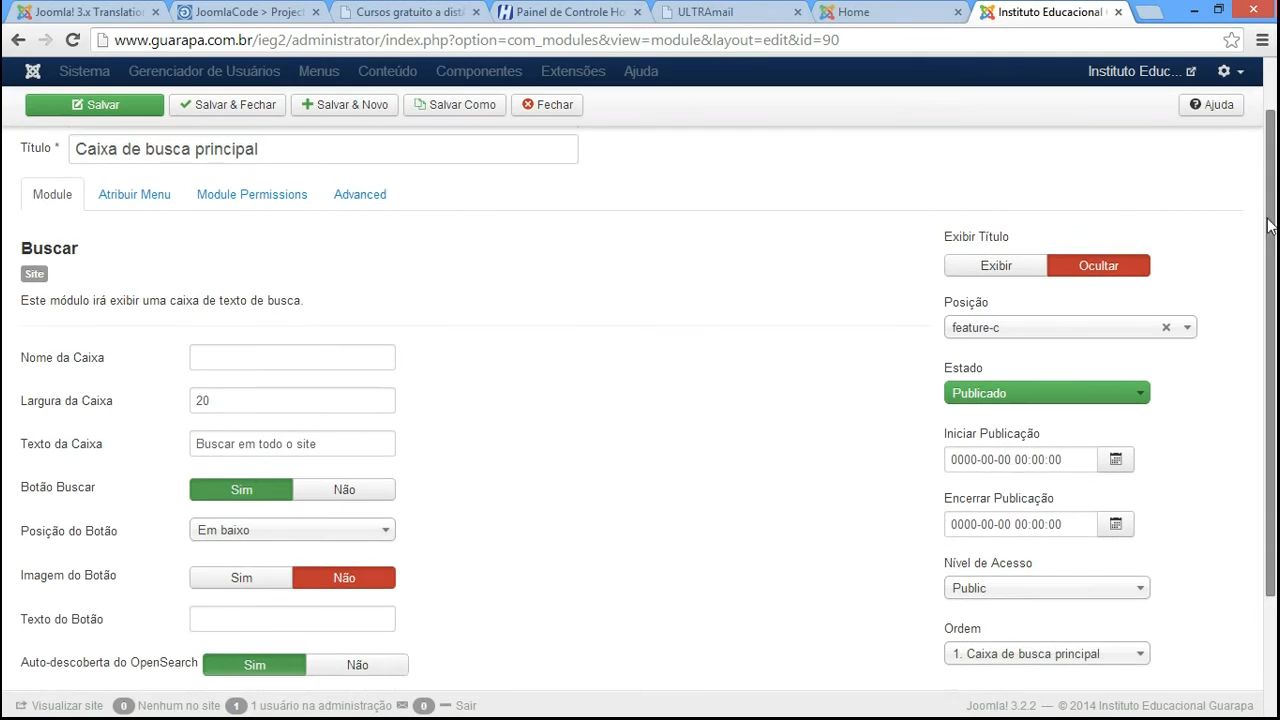 Joomla! 3.x Translation
JoomlaCode > Project
Cursos gratuito a dist
Painel de Controle Ho
ULTRAmail
Home
Instituto Educacional
www.guarapa.com.br/ieg2/administrator/index.php?option=com_modules&view=module&layout=edit&id=90
Sistema Gerenciador de Usuários Menus Conteúdo Componentes Extensões Ajuda Instituto Educ...
Salvar Salvar & Fechar Salvar & Novo Salvar Como Fechar Ajuda
Título * Caixa de busca principal
Module Atribuir Menu Module Permissions Advanced
Buscar
Site
Este módulo irá exibir uma caixa de texto de busca.
Nome da Caixa
Largura da Caixa 20
Texto da Caixa Buscar em todo o site
Botão Buscar Sim Não
Posição do Botão Em baixo
Imagem do Botão Sim Não
Texto do Botão
Auto-descoberta do OpenSearch Sim Não
Exibir Título
Exibir Ocultar
Posição
feature-c
Estado
Publicado
Iniciar Publicação
0000-00-00 00:00:00
Encerrar Publicação
0000-00-00 00:00:00
Nível de Acesso
Public
Ordem
1. Caixa de busca principal
Visualizar site 0 Nenhum no site 1 1 usuário na administração 0 Sair Joomla! 3.2.2 — © 2014 Instituto Educacional Guarapa